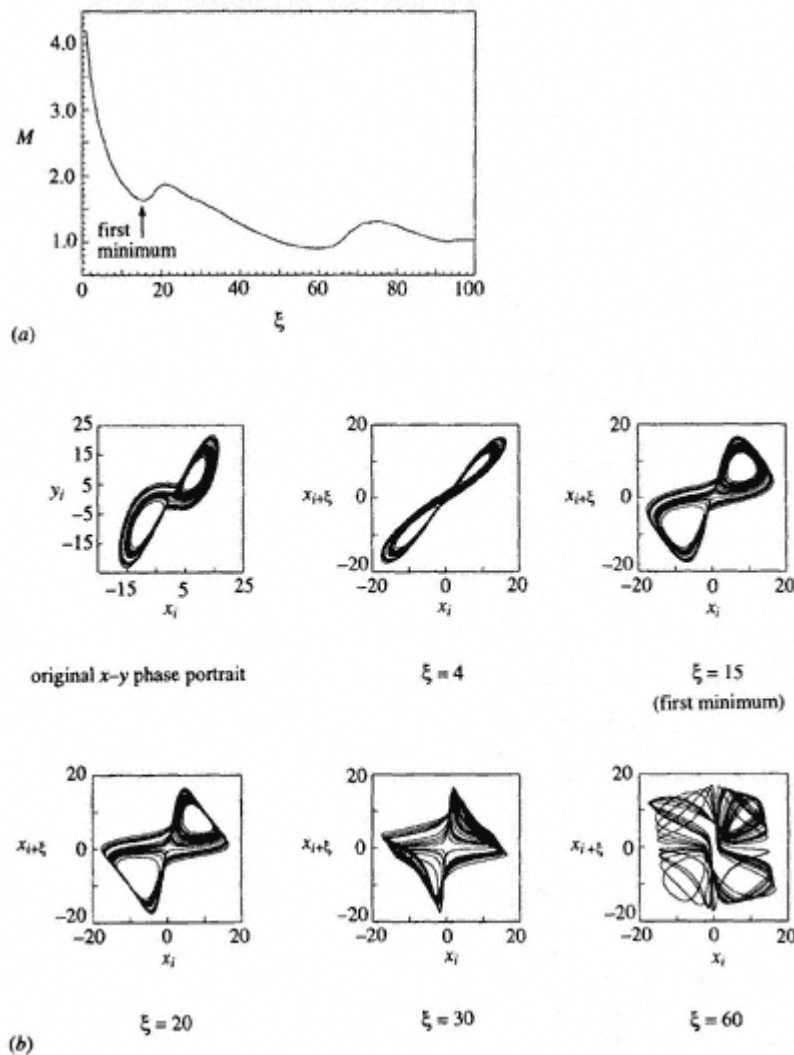 4.0
3.0
M
2.0
first
minimum
1.0
0 20 40 60 80 100
ξ
(a)
25
15
y_i
5
−5
−15
−15 5 25
x_i
original x–y phase portrait
20
x_{i+ξ}
0
−20
−20 0 20
x_i
ξ = 4
20
x_{i+ξ}
0
−20
−20 0 20
x_i
ξ = 15
(first minimum)
20
x_{i+ξ}
0
−20
−20 0 20
x_i
ξ = 20
20
x_{i+ξ}
0
−20
−20 0 20
x_i
ξ = 30
20
x_{i+ξ}
0
−20
−20 0 20
x_i
ξ = 60
(b)